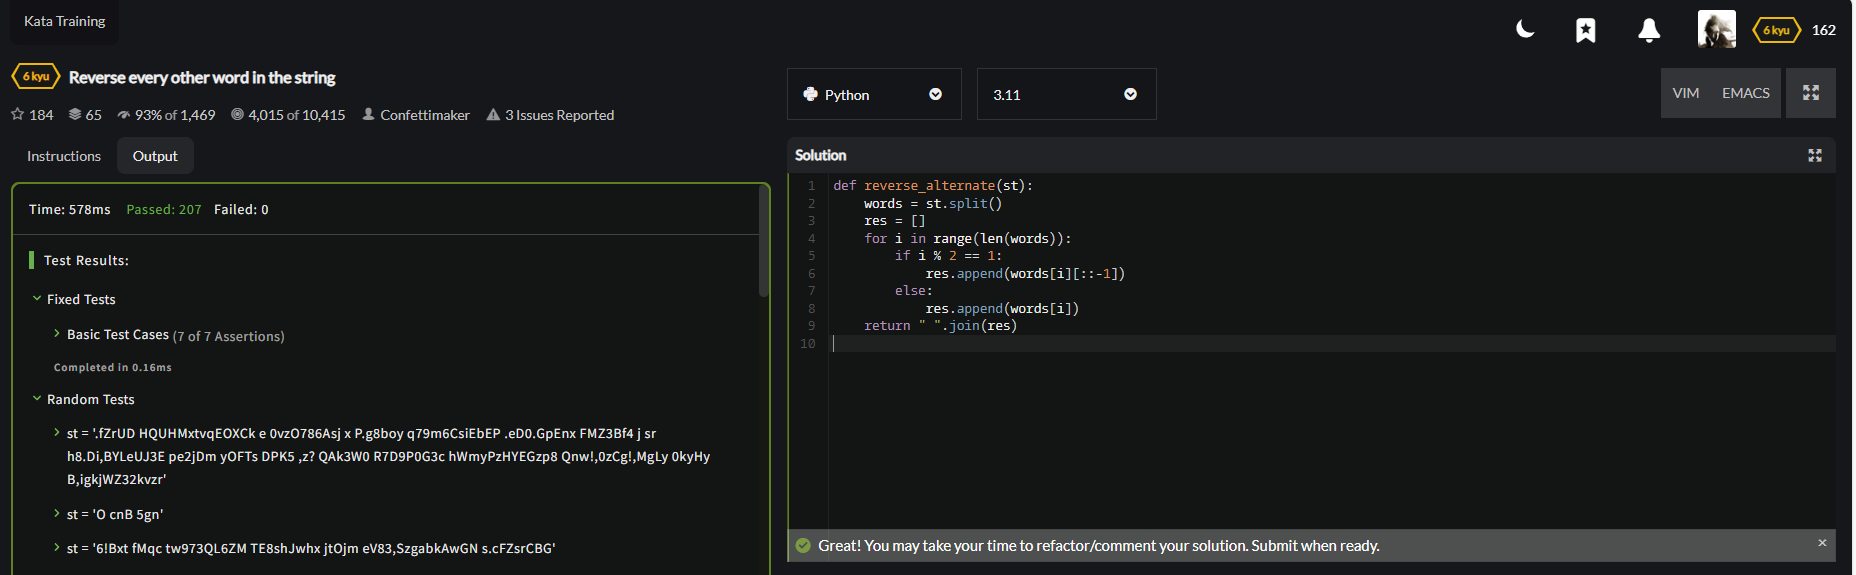 Kata Training
6 kyu 162
6 kyu Reverse every other word in the string
184 65 93% of 1,469 4,015 of 10,415 Confettimaker 3 Issues Reported
Instructions Output
Time: 578ms Passed: 207 Failed: 0
Test Results:
Fixed Tests
Basic Test Cases (7 of 7 Assertions)
Completed in 0.16ms
Random Tests
st = '.fZrUD HQUHMxtvqEOXCk e 0vzO786Asj x P.g8boy q79m6CsiEbEP .eD0.GpEnx FMZ3Bf4 j sr
h8.Di,BYLeUJ3E pe2jDm yOFTs DPK5 ,z? QAk3W0 R7D9P0G3c hWmyPzHYEGzp8 Qnw!,0zCg!,MgLy 0kyHy
B,igkjWZ32kvzr'
st = 'O cnB 5gn'
st = '6!Bxt fMqc tw973QL6ZM TE8shJwhx jtOjm eV83,SzgabkAwGN s.cFZsrCBG'
Python 3.11 VIM EMACS
Solution
1 def reverse_alternate(st):
2     words = st.split()
3     res = []
4     for i in range(len(words)):
5         if i % 2 == 1:
6             res.append(words[i][::-1])
7         else:
8             res.append(words[i])
9     return " ".join(res)
10
Great! You may take your time to refactor/comment your solution. Submit when ready. ×